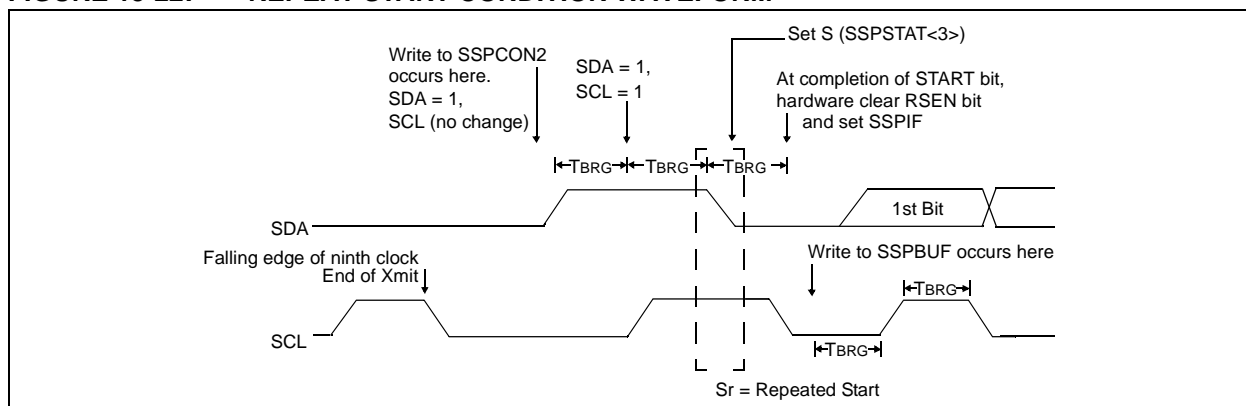 Set S (SSPSTAT<3>)
Write to SSPCON2
occurs here.
SDA = 1,
SCL (no change)
SDA = 1,
SCL = 1
At completion of START bit,
hardware clear RSEN bit
and set SSPIF
TBRG
TBRG
TBRG
1st Bit
SDA
Falling edge of ninth clock
End of Xmit
Write to SSPBUF occurs here
TBRG
SCL
TBRG
Sr = Repeated Start